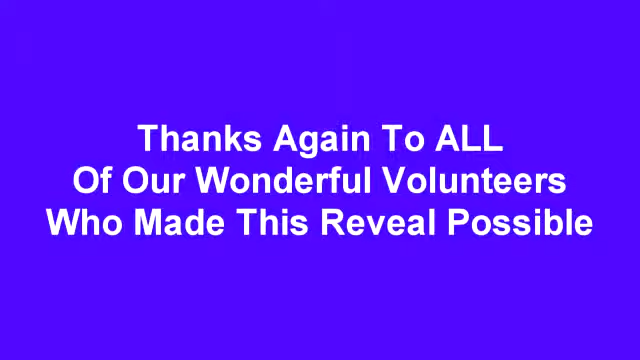 Thanks Again To ALL
Of Our Wonderful Volunteers
Who Made This Reveal Possible